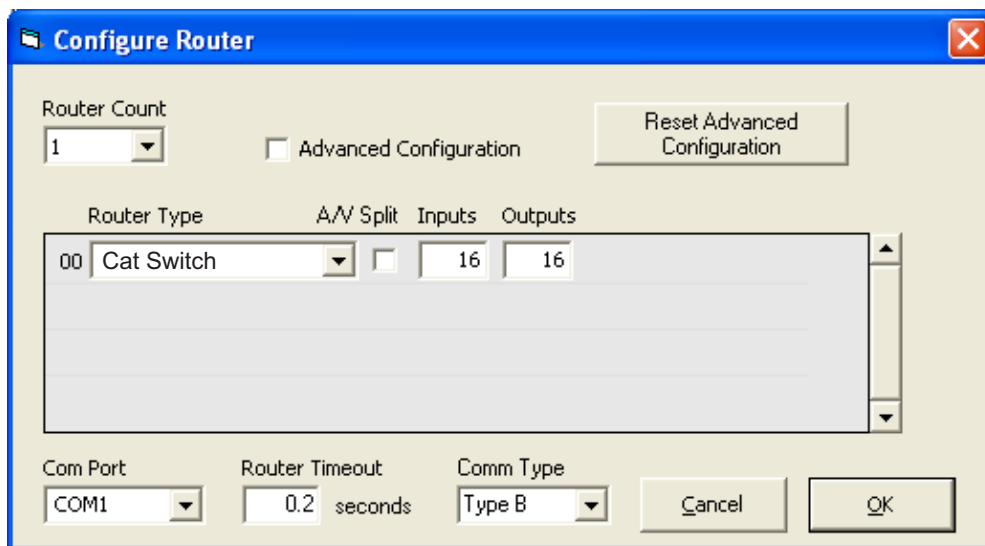 Configure Router
Router Count
1
Advanced Configuration
Reset Advanced
Configuration
Router Type A/V Split Inputs Outputs
00 Cat Switch 16 16
Com Port Router Timeout Comm Type
COM1 0.2 seconds Type B Cancel OK